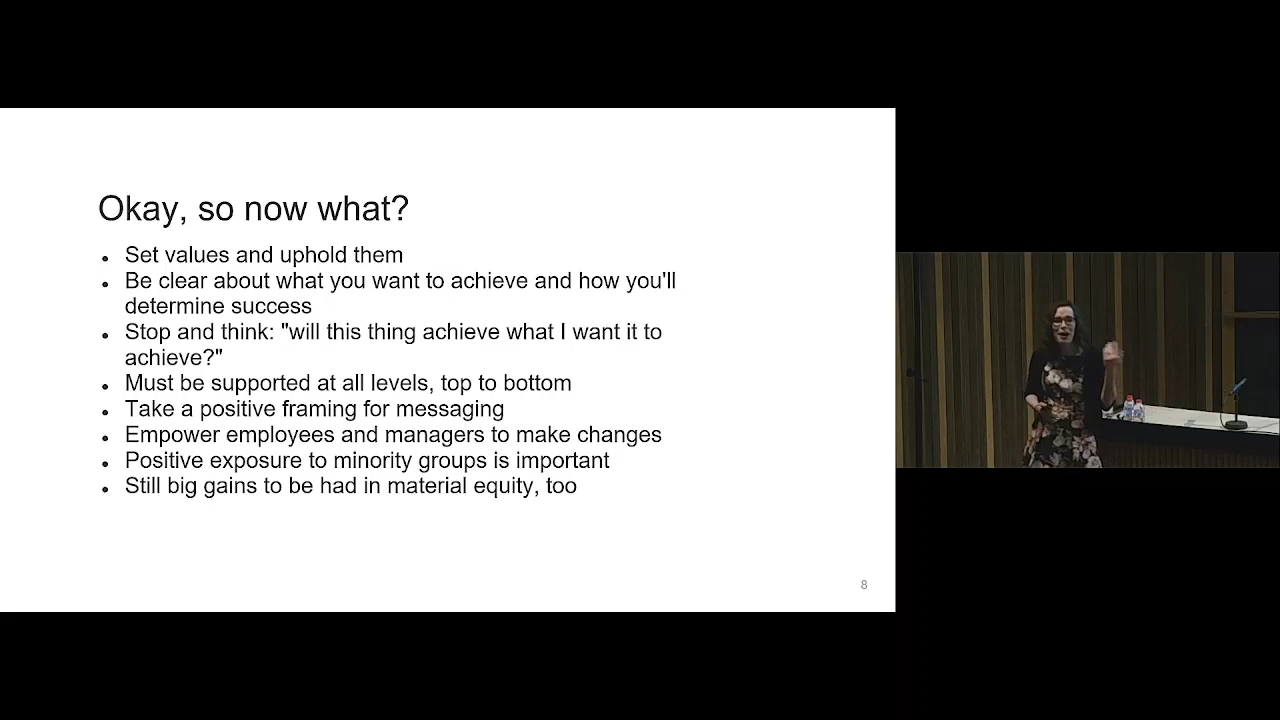 Okay, so now what?
• Set values and uphold them
• Be clear about what you want to achieve and how you'll
determine success
• Stop and think: "will this thing achieve what I want it to
achieve?"
• Must be supported at all levels, top to bottom
• Take a positive framing for messaging
• Empower employees and managers to make changes
• Positive exposure to minority groups is important
• Still big gains to be had in material equity, too
8